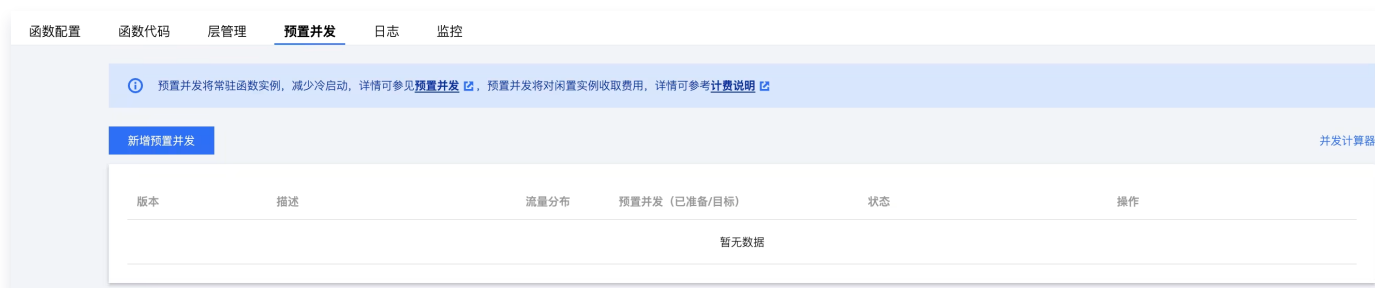 函数配置 函数代码 层管理 预置并发 日志 监控
预置并发将常驻函数实例，减少冷启动，详情可参见预置并发，预置并发将对闲置实例收取费用，详情可参考计费说明
新增预置并发 并发计算器
版本 描述 流量分布 预置并发（已准备/目标） 状态 操作
暂无数据